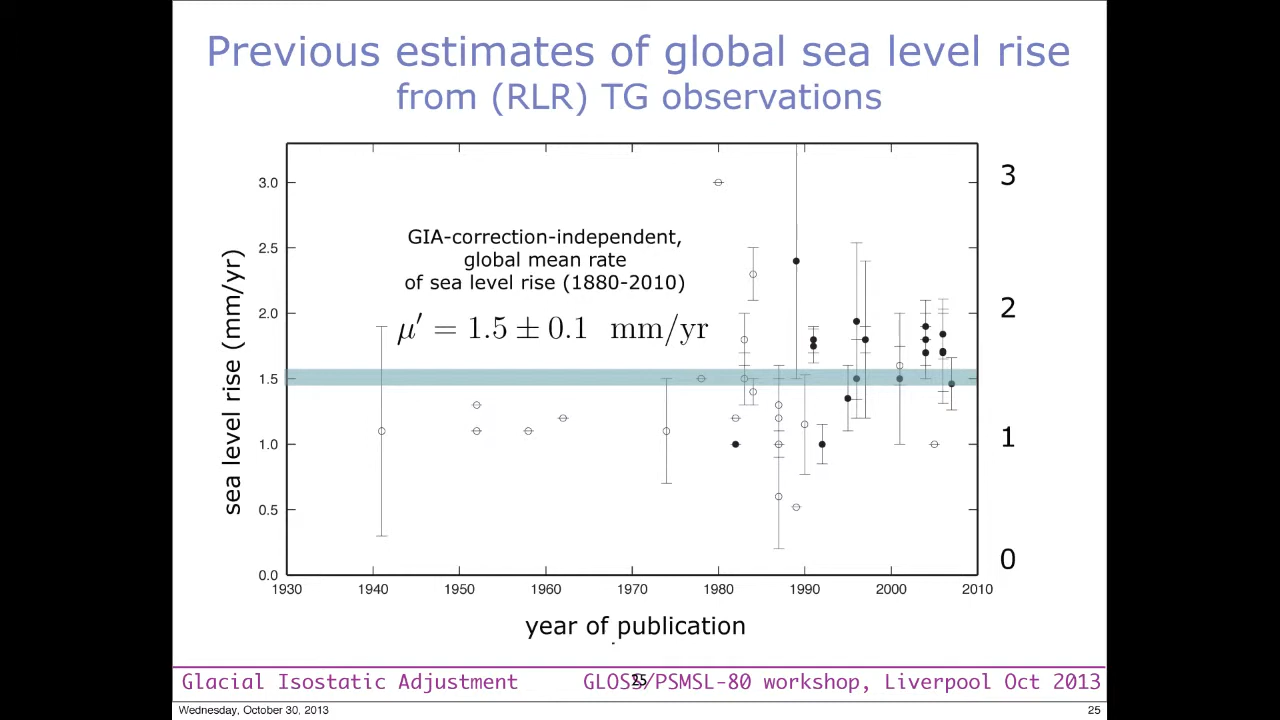 Previous estimates of global sea level rise
from (RLR) TG observations
3.0
2.5
2.0
1.5
1.0
0.5
0.0
sea level rise (mm/yr)
GIA-correction-independent,
global mean rate
of sea level rise (1880-2010)
μ′ = 1.5 ± 0.1 mm/yr
3
2
1
0
1930 1940 1950 1960 1970 1980 1990 2000 2010
year of publication
Glacial Isostatic Adjustment 25 GLOSS/PSMSL-80 workshop, Liverpool Oct 2013
Wednesday, October 30, 2013 25